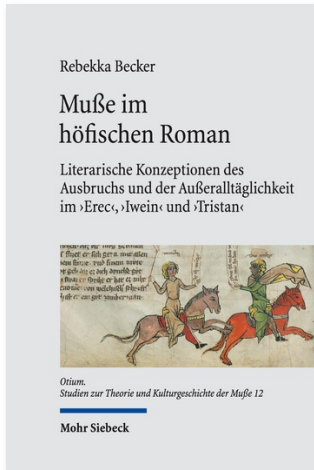 Rebekka Becker
Muße im
höfischen Roman
Literarische Konzeptionen des
Ausbruchs und der Außeralltäglichkeit
im ›Erec‹, ›Iwein‹ und ›Tristan‹
Otium.
Studien zur Theorie und Kulturgeschichte der Muße 12
Mohr Siebeck